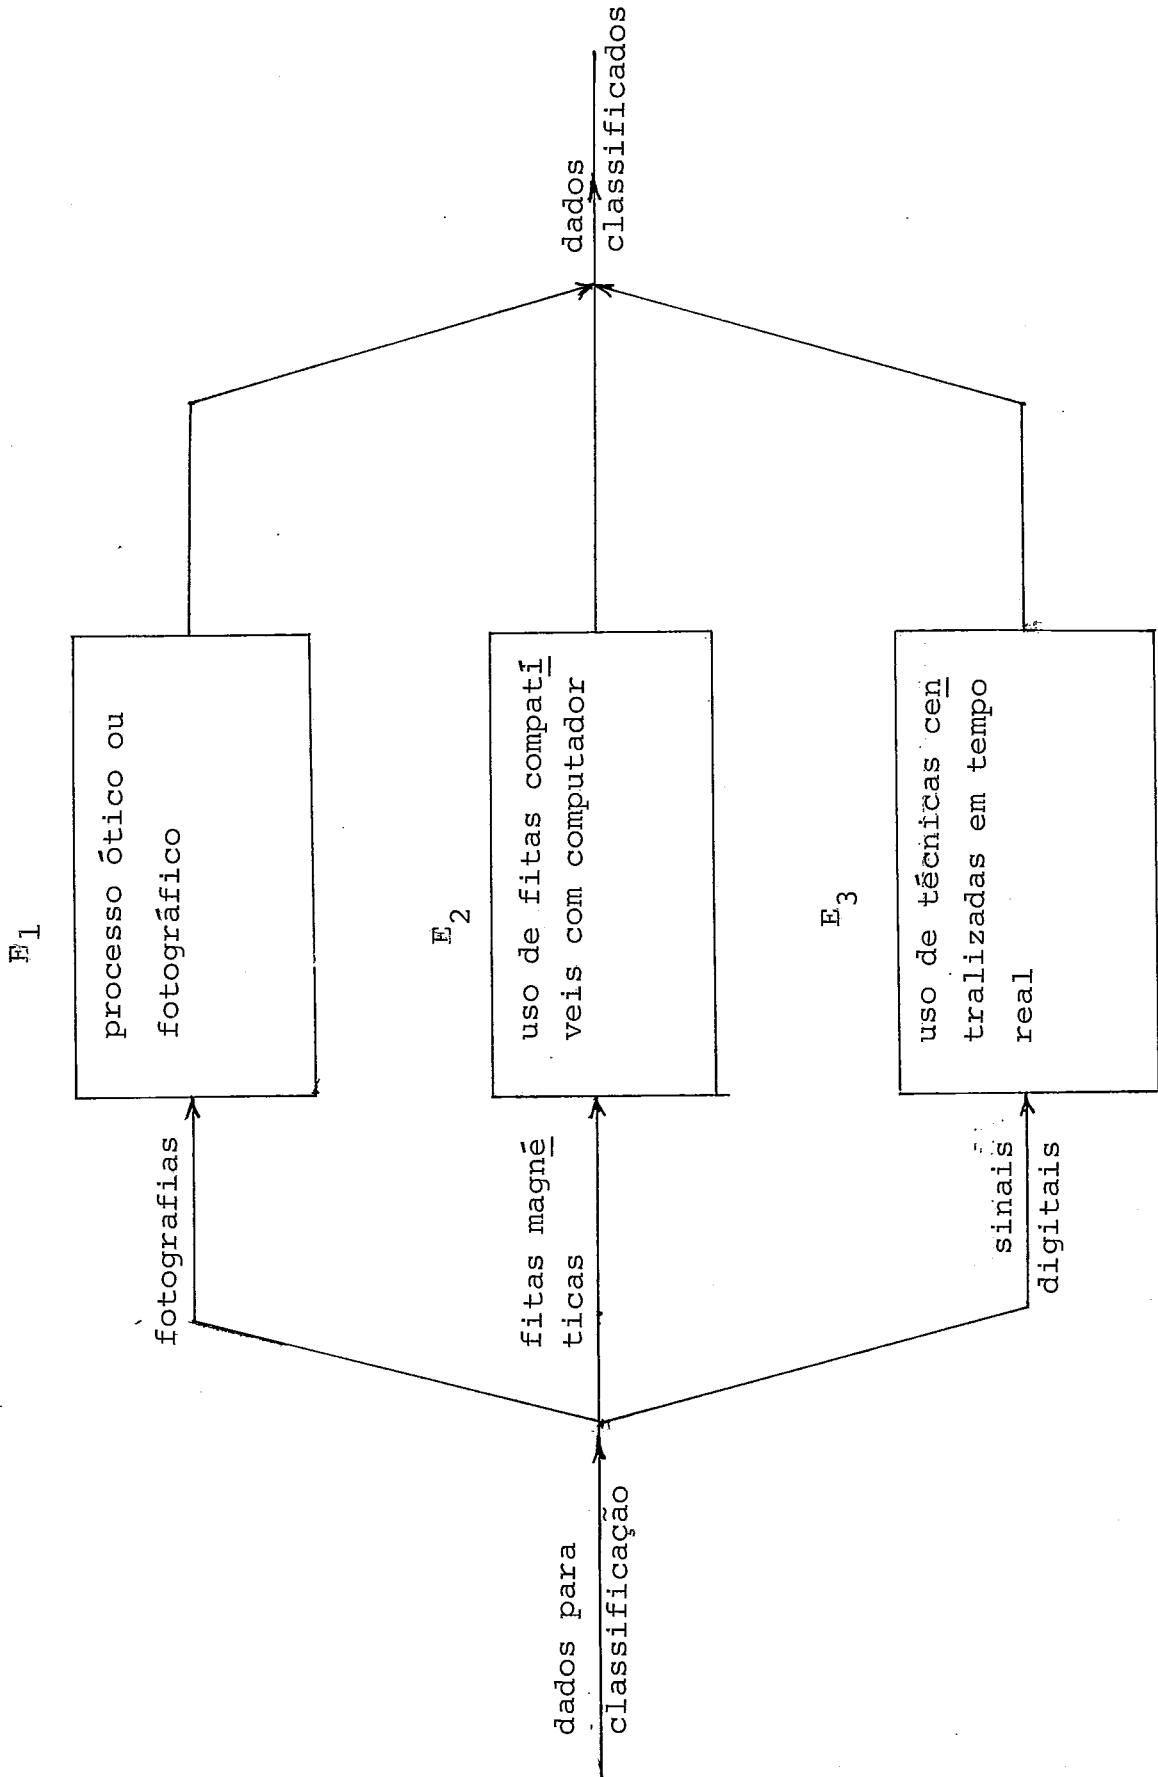 dados para
classificação
fotografias
fitas magné
ticas
sinais
digitais
E1
processo ótico ou
fotográfico
E2
uso de fitas compatí
veis com computador
E3
uso de técnicas cen
tralizadas em tempo
real
dados
classificados